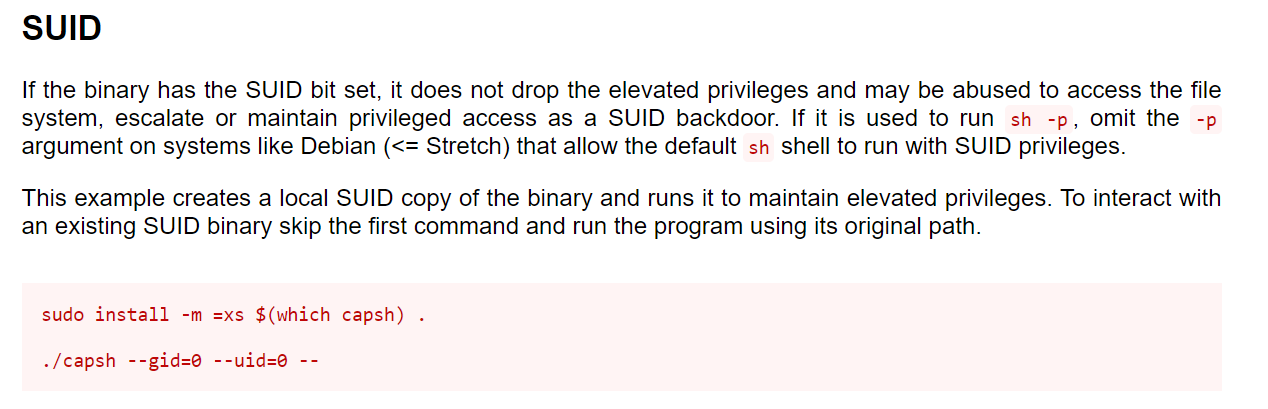 SUID
If the binary has the SUID bit set, it does not drop the elevated privileges and may be abused to access the file
system, escalate or maintain privileged access as a SUID backdoor. If it is used to run sh -p, omit the -p
argument on systems like Debian (<= Stretch) that allow the default sh shell to run with SUID privileges.
This example creates a local SUID copy of the binary and runs it to maintain elevated privileges. To interact with
an existing SUID binary skip the first command and run the program using its original path.
sudo install -m =xs $(which capsh) .
./capsh --gid=0 --uid=0 --